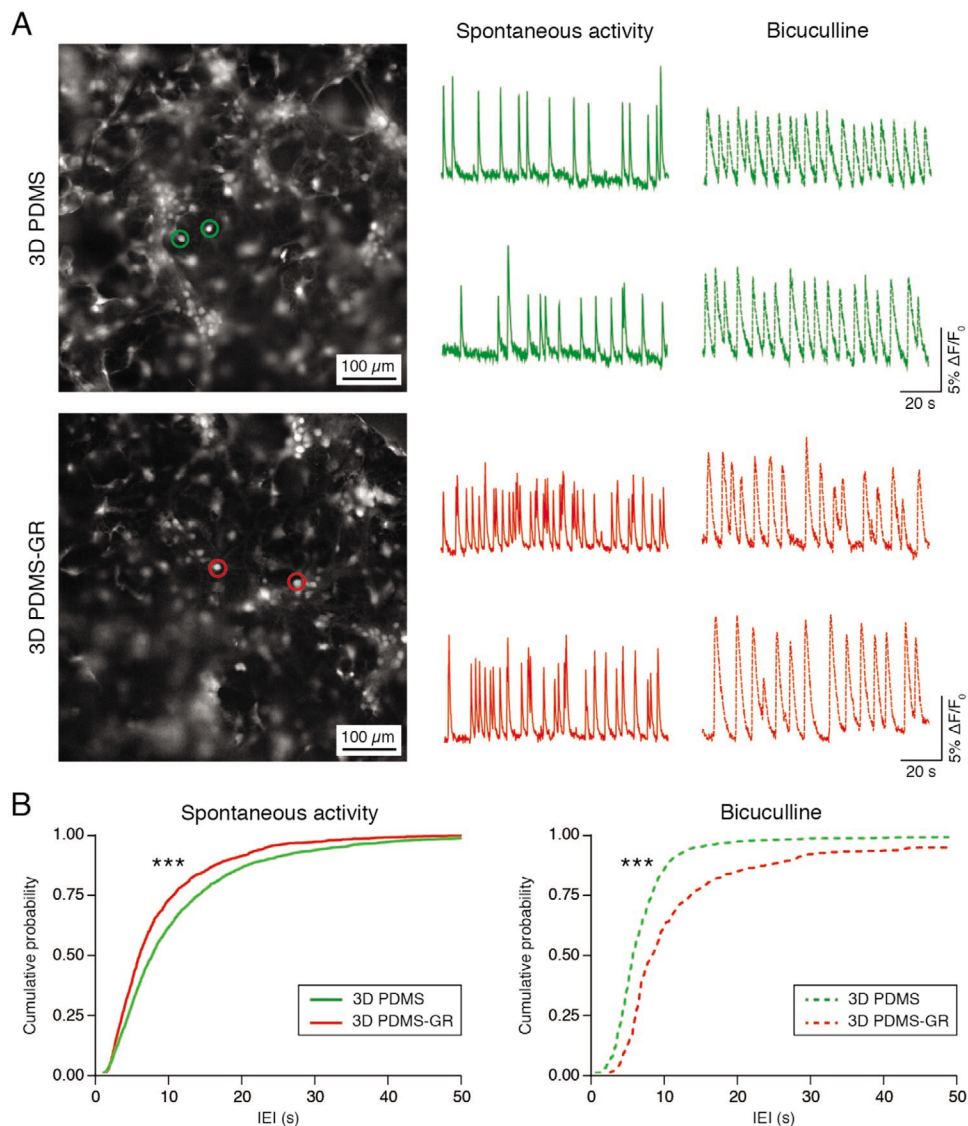 A
Spontaneous activity
Bicuculline
3D PDMS
100 µm
5% ΔF/F0
20 s
3D PDMS-GR
100 µm
5% ΔF/F0
20 s
B
Spontaneous activity
Cumulative probability
1.00
0.75
0.50
0.25
0.00
***
3D PDMS
3D PDMS-GR
0 10 20 30 40 50
IEI (s)
Bicuculline
Cumulative probability
1.00
0.75
0.50
0.25
0.00
***
3D PDMS
3D PDMS-GR
0 10 20 30 40 50
IEI (s)